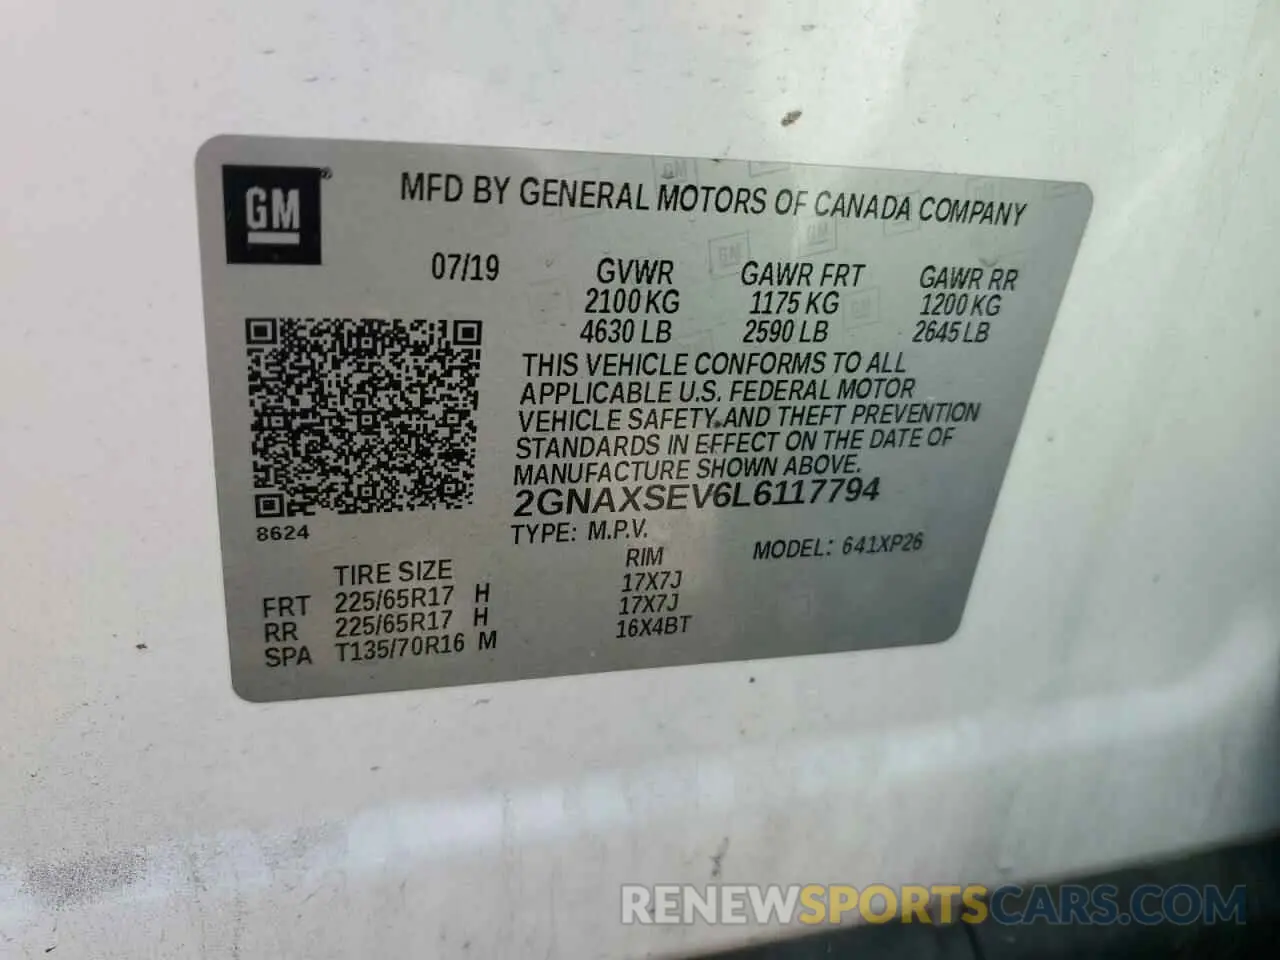 GM®
MFD BY GENERAL MOTORS OF CANADA COMPANY
07/19 GVWR GAWR FRT GAWR RR
2100 KG 1175 KG 1200 KG
4630 LB 2590 LB 2645 LB
THIS VEHICLE CONFORMS TO ALL
APPLICABLE U.S. FEDERAL MOTOR
VEHICLE SAFETY AND THEFT PREVENTION
STANDARDS IN EFFECT ON THE DATE OF
MANUFACTURE SHOWN ABOVE.
2GNAXSEV6L6117794
8624
TYPE: M.P.V. MODEL: 641XP26
TIRE SIZE RIM
FRT 225/65R17 H 17X7J
RR 225/65R17 H 17X7J
SPA T135/70R16 M 16X4BT
RENEWSPORTSCARS.COM